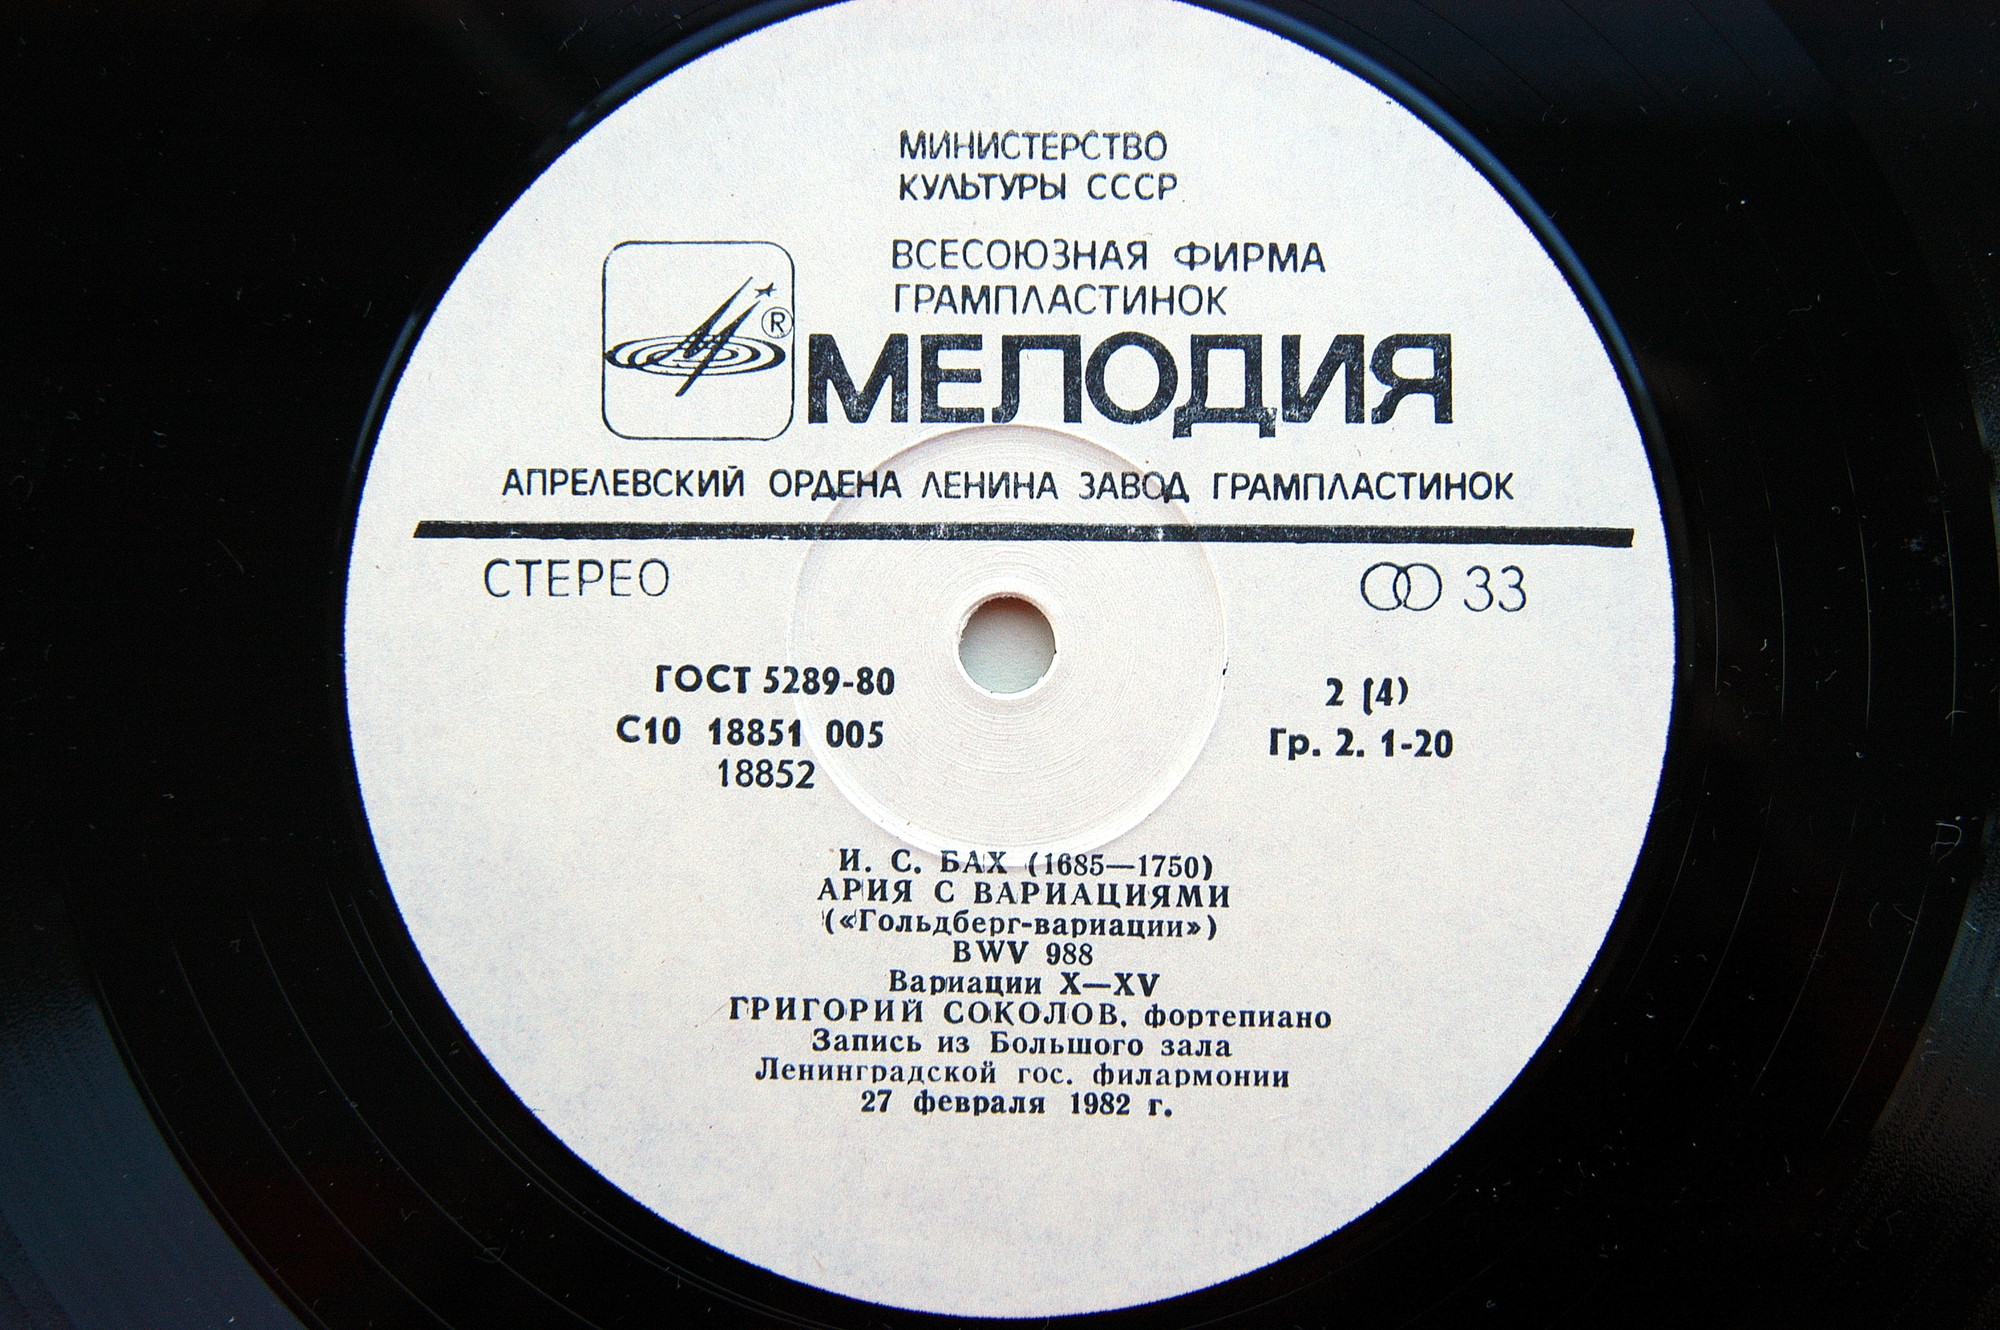 МИНИСТЕРСТВО
КУЛЬТУРЫ СССР
ВСЕСОЮЗНАЯ ФИРМА
ГРАМПЛАСТИНОК
®
МЕЛОДИЯ
АПРЕЛЕВСКИЙ ОРДЕНА ЛЕНИНА ЗАВОД ГРАМПЛАСТИНОК
СТЕРЕО
33
ГОСТ 5289-80
2 (4)
С10 18851 005
Гр. 2. 1-20
18852
И. С. БАХ (1685—1750)
АРИЯ С ВАРИАЦИЯМИ
(«Гольдберг-вариации»)
BWV 988
Вариации X—XV
ГРИГОРИЙ СОКОЛОВ, фортепиано
Запись из Большого зала
Ленинградской гос. филармонии
27 февраля 1982 г.